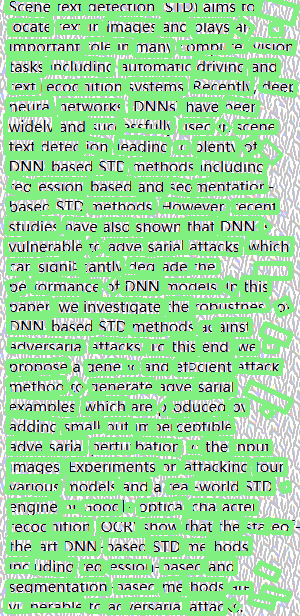 Scene text detection (STD) aims to
locate text in images and plays an
important role in many computer vision
tasks including automatic driving and
text recognition systems. Recently, deep
neural networks (DNNs) have been
widely and successfully used in scene
text detection, leading to plenty of
DNN-based STD methods including
regression-based and segmentation-
based STD methods. However, recent
studies have also shown that DNN is
vulnerable to adversarial attacks, which
can significantly degrade the
performance of DNN models. In this
paper, we investigate the robustness of
DNN-based STD methods against
adversarial attacks. To this end, we
propose a generic and efficient attack
method to generate adversarial
examples, which are produced by
adding small but imperceptible
adversarial perturbation to the input
images. Experiments on attacking four
various models and a real-world STD
engine of Google optical character
recognition (OCR) show that the state-of-
the-art DNN-based STD methods
including regression-based and
segmentation-based methods are
vulnerable to adversarial attacks.